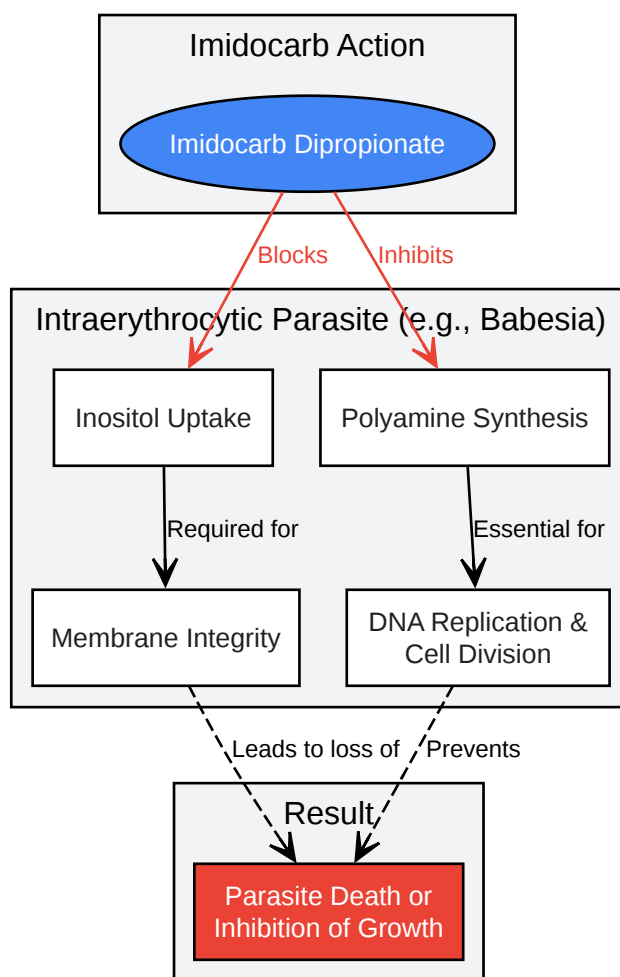 Imidocarb Action
Imidocarb Dipropionate
Blocks
Inhibits
Intraerythrocytic Parasite (e.g., Babesia)
Inositol Uptake
Polyamine Synthesis
Required for
Essential for
Membrane Integrity
DNA Replication &
Cell Division
Leads to loss of
Prevents
Result
Parasite Death or
Inhibition of Growth